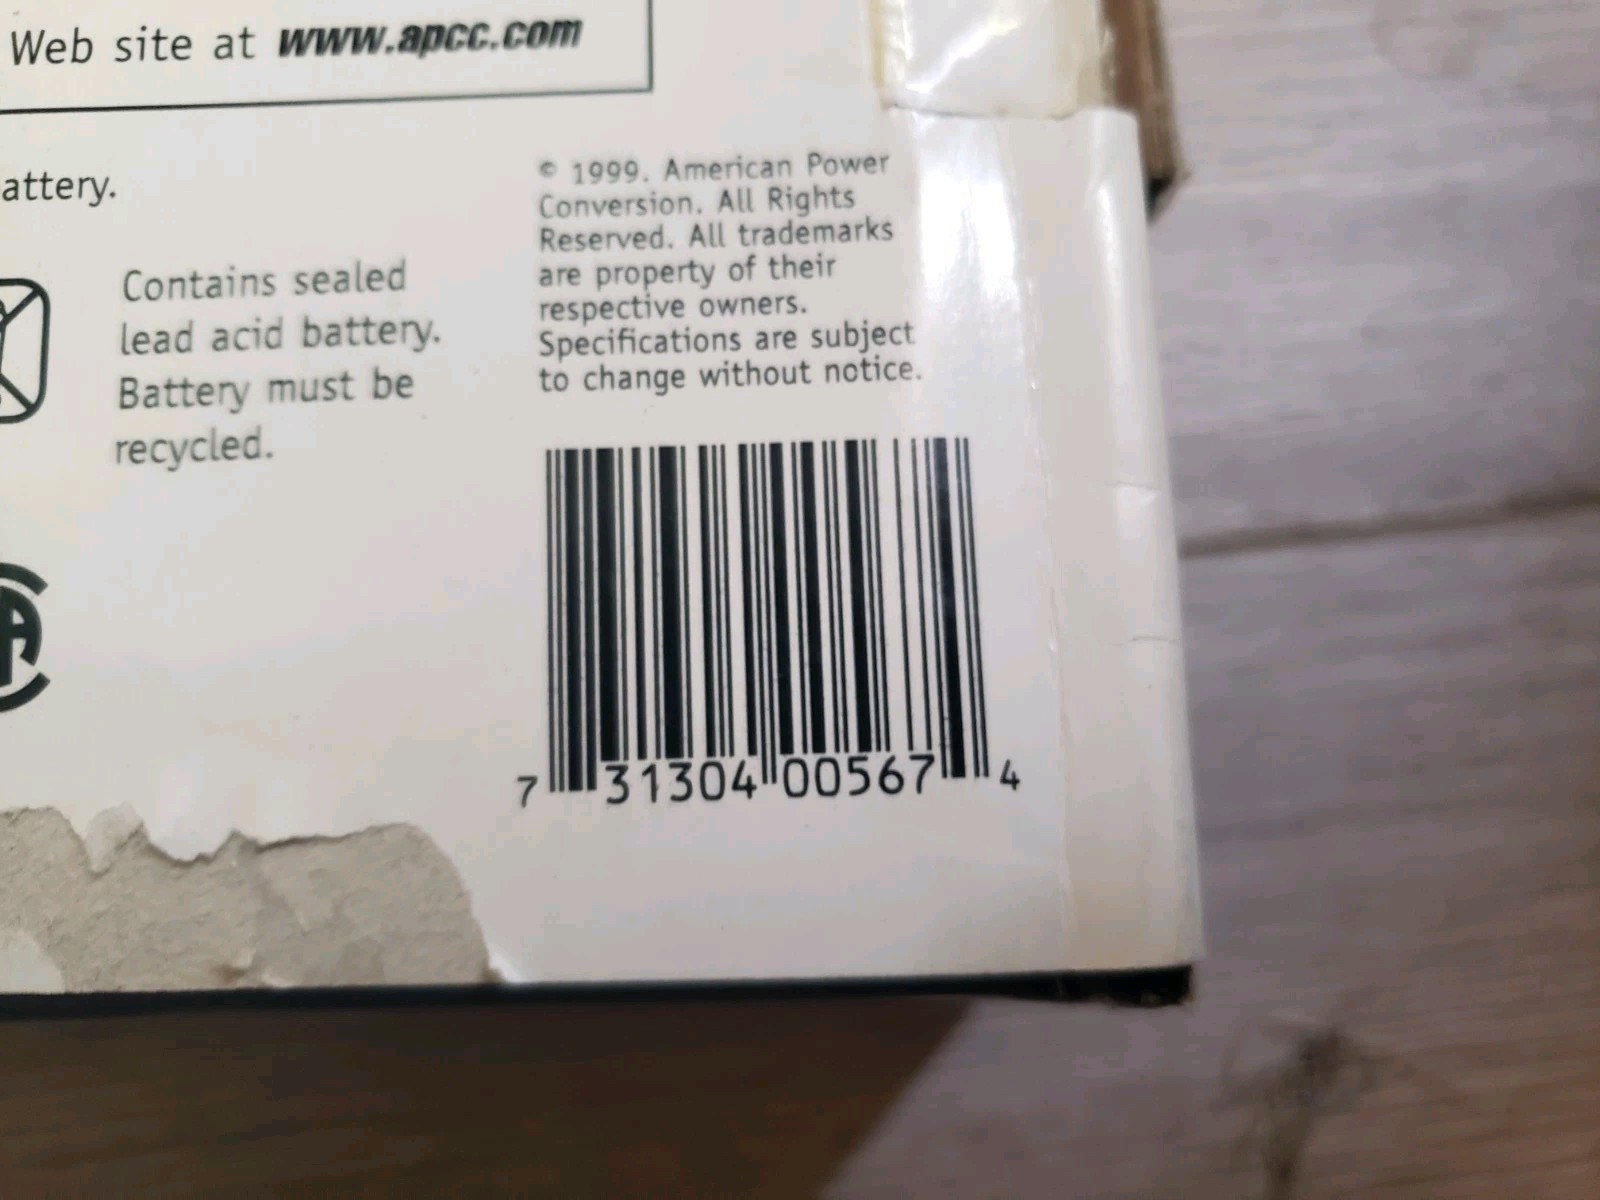 Web site at www.apcc.com
attery.
Contains sealed
lead acid battery.
Battery must be
recycled.
© 1999. American Power
Conversion. All Rights
Reserved. All trademarks
are property of their
respective owners.
Specifications are subject
to change without notice.
7 31304 00567 4